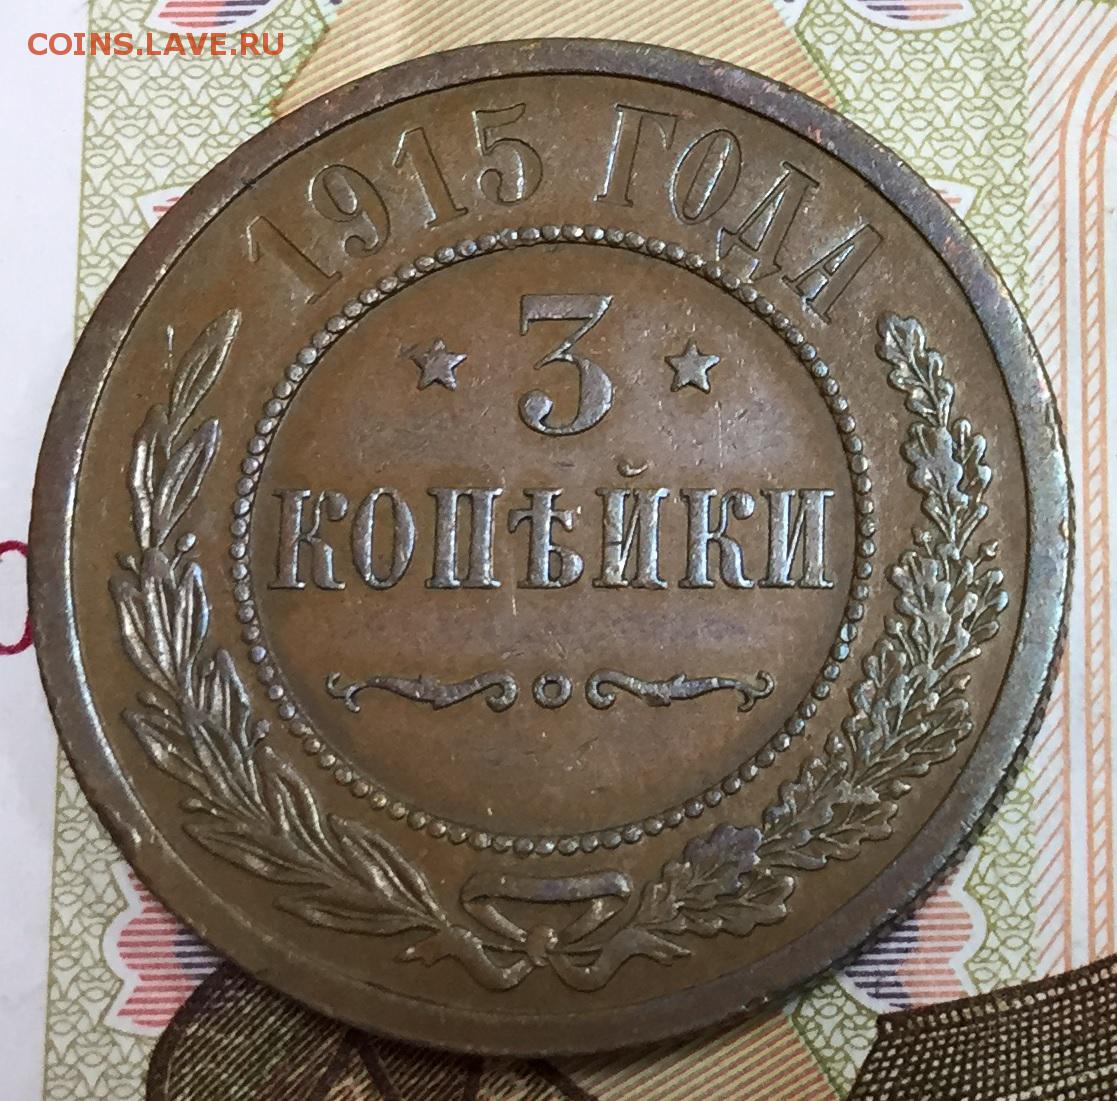 COINS.LAVE.RU
1915 ГОДА
3
КОПѢЙКИ